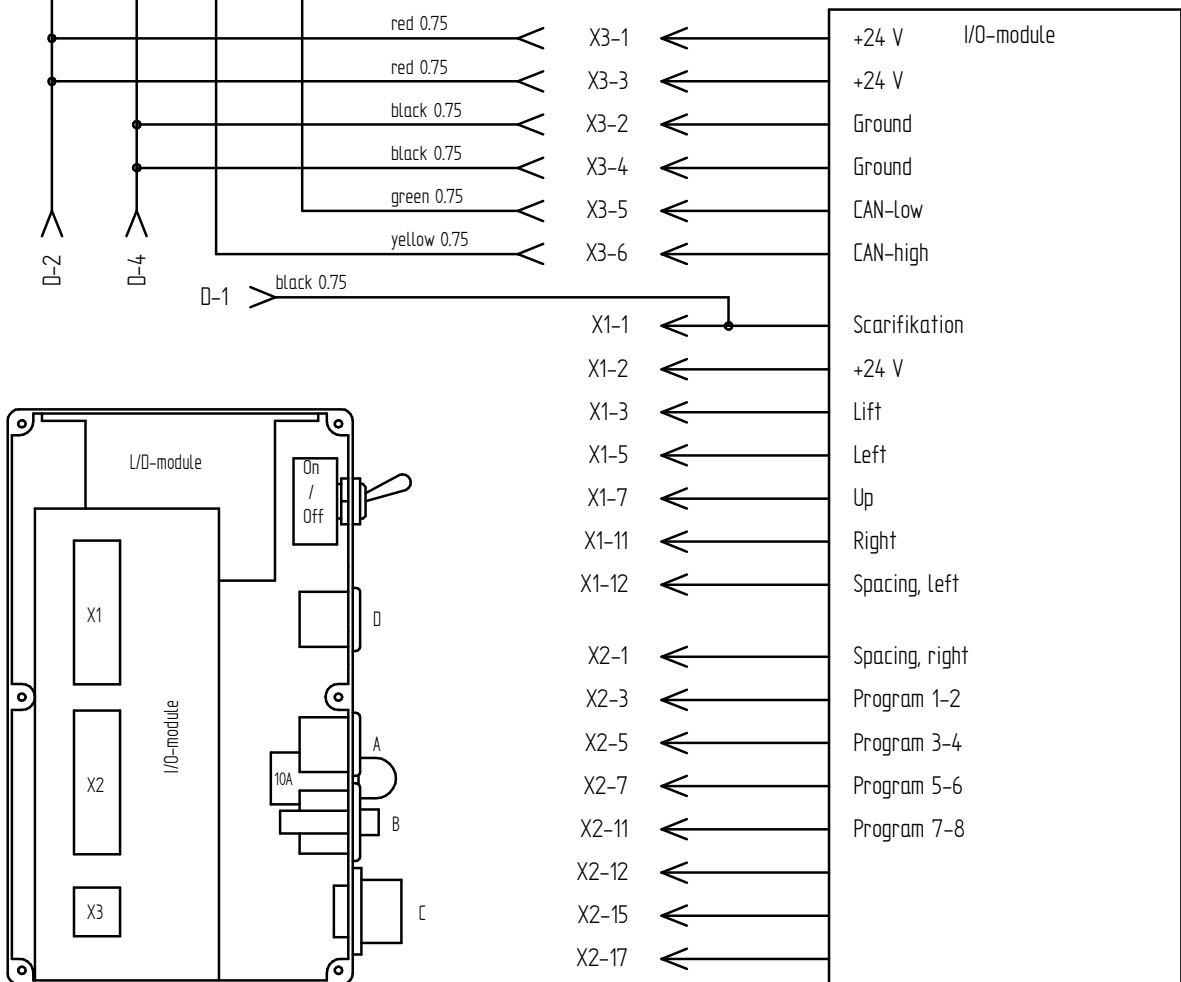 red 0.75 X3-1 +24 V I/O-module
red 0.75 X3-3 +24 V
black 0.75 X3-2 Ground
black 0.75 X3-4 Ground
green 0.75 X3-5 CAN-low
yellow 0.75 X3-6 CAN-high
D-2
D-4
D-1 black 0.75
X1-1 Scarifikation
X1-2 +24 V
X1-3 Lift
X1-5 Left
X1-7 Up
X1-11 Right
X1-12 Spacing, left
X2-1 Spacing, right
X2-3 Program 1-2
X2-5 Program 3-4
X2-7 Program 5-6
X2-11 Program 7-8
X2-12
X2-15
X2-17
L/D-module
On
/
Off
X1
D
I/O-module
A
X2
10A
B
X3
C